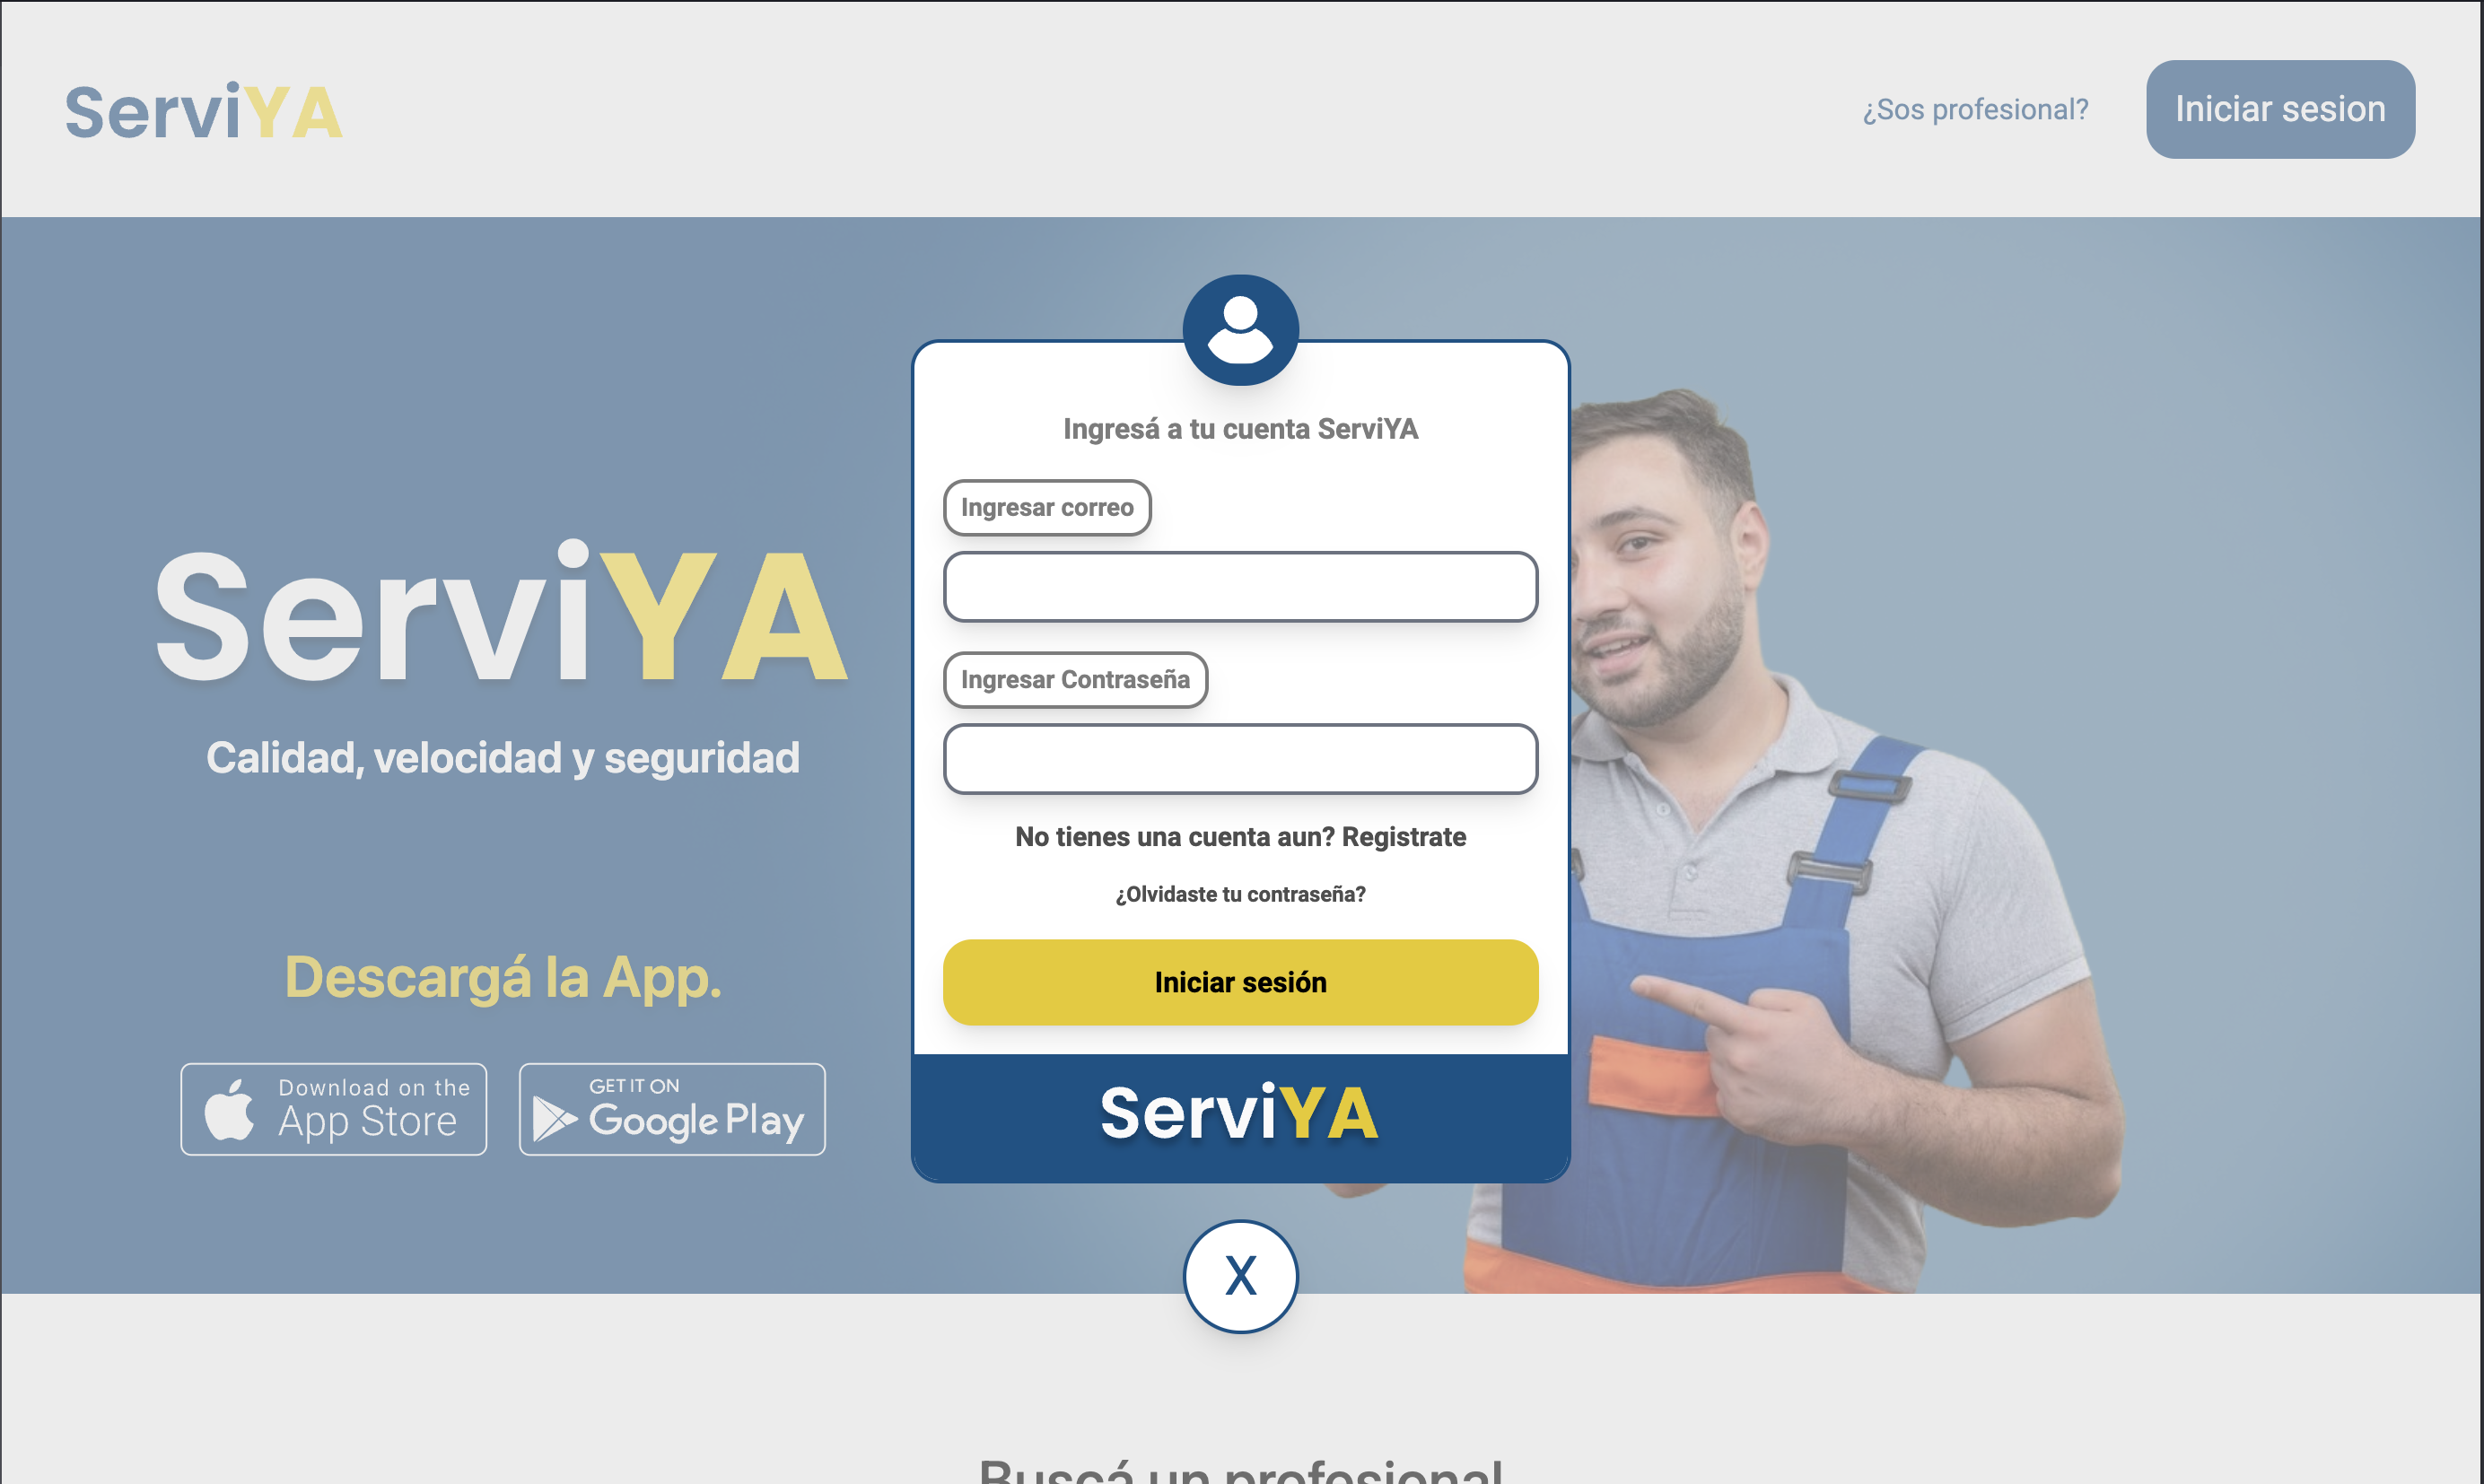 ServiYA
¿Sos profesional?
Iniciar sesion
ServiYA
Calidad, velocidad y seguridad
Descargá la App.
Download on the
App Store
GET IT ON
Google Play
Ingresá a tu cuenta ServiYA
Ingresar correo
Ingresar Contraseña
No tienes una cuenta aun? Registrate
¿Olvidaste tu contraseña?
Iniciar sesión
ServiYA
X
Buscá un profesional